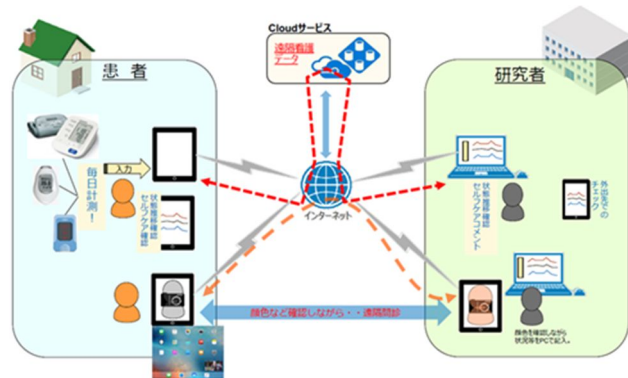 Cloudサービス
遠隔看護
データ
患 者
研究者
毎日計測！
入力
状態推移確認
セルフケア確認
インターネット
状態推移確認
セルフケアコメント
外出先での
チェック
顔色など確認しながら・・遠隔問診
顔色を確認しながら
状況等をPCで記入。